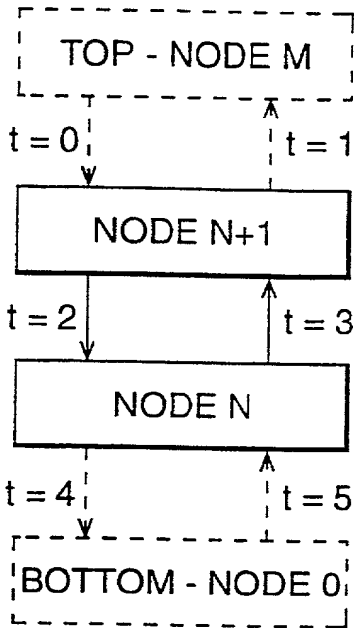 TOP - NODE M
t = 0 t = 1
NODE N+1
t = 2 t = 3
NODE N
t = 4 t = 5
BOTTOM - NODE 0